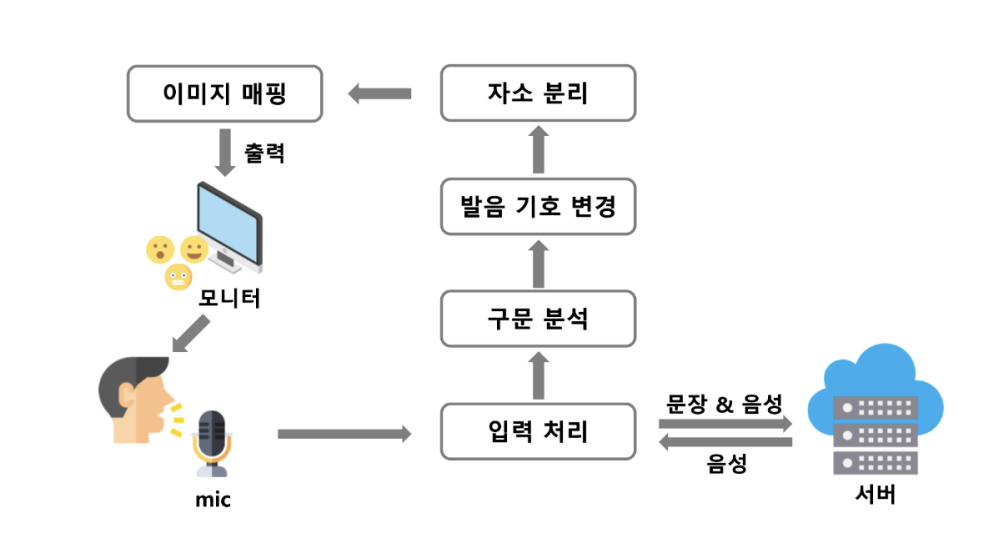 이미지 매핑
자소 분리
출력
발음 기호 변경
모니터
구문 분석
문장 & 음성
입력 처리
음성
서버
mic